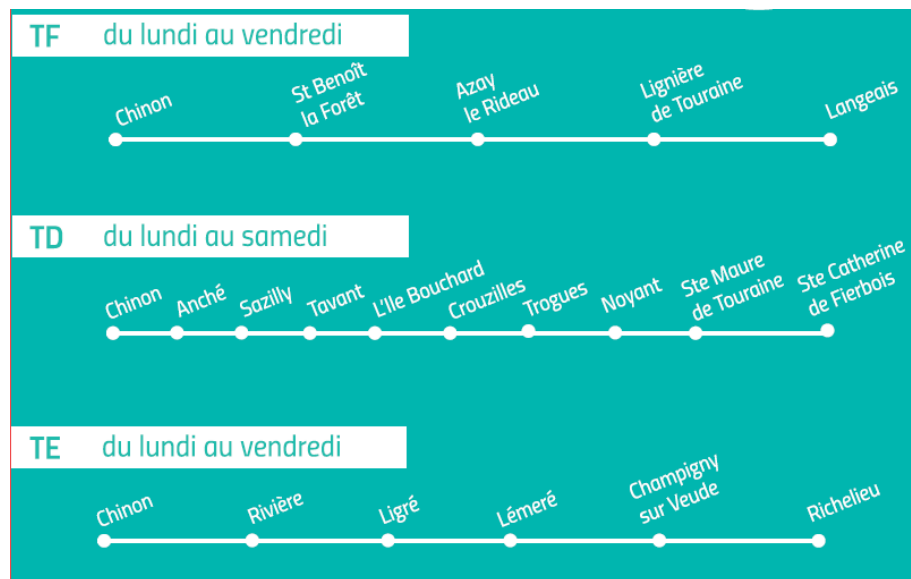 TF du lundi au vendredi
Chinon
St Benoît
la Forêt
Azay
le Rideau
Lignière
de Touraine
Langeais
TD du lundi au samedi
Chinon
Anché
Sazilly
Tavant
L'Ile Bouchard
Crouzilles
Trogues
Noyant
Ste Maure
de Touraine
Ste Catherine
de Fierbois
TE du lundi au vendredi
Chinon
Rivière
Ligré
Lémeré
Champigny
sur Veude
Richelieu